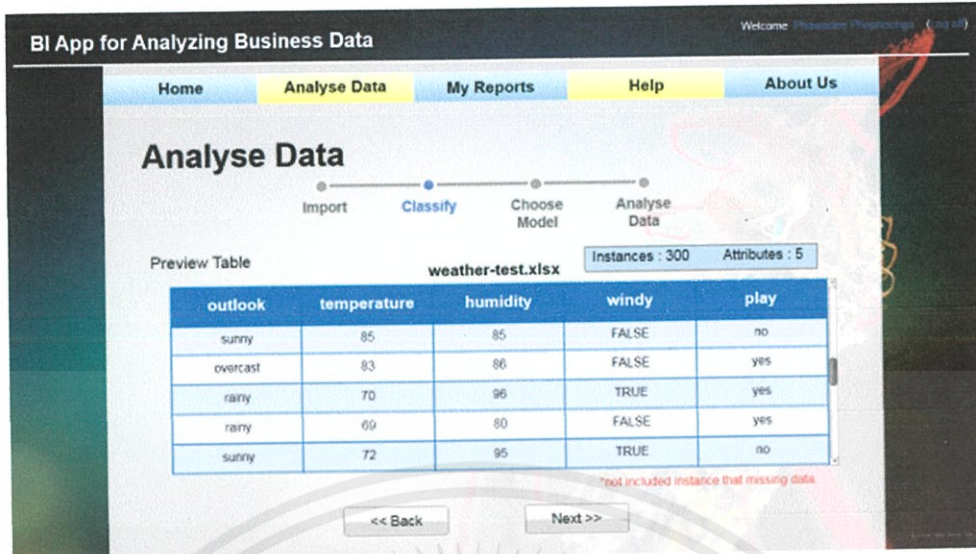 Welcome (Log off)
BI App for Analyzing Business Data
Home Analyse Data My Reports Help About Us
Analyse Data
Import Classify Choose Model Analyse Data
Preview Table weather-test.xlsx Instances : 300 Attributes : 5
outlook temperature humidity windy play
sunny 85 85 FALSE no
overcast 83 86 FALSE yes
rainy 70 96 TRUE yes
rainy 69 80 FALSE yes
sunny 72 95 TRUE no
*not included instance that missing data
<< Back Next >>